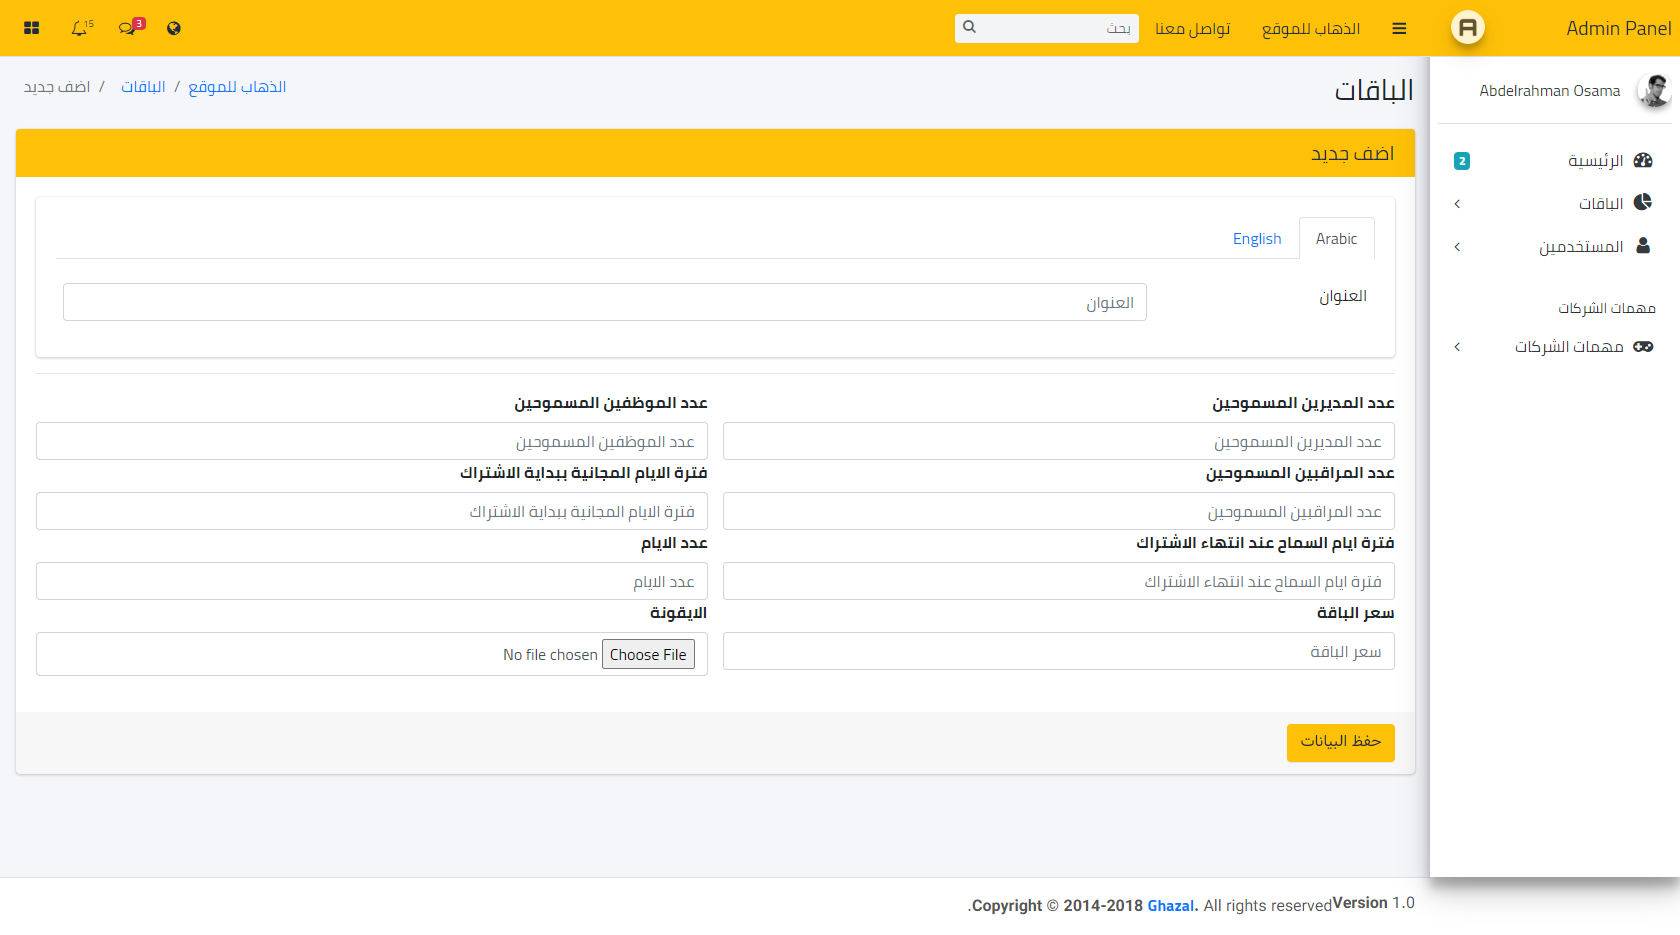 Admin Panel
الذهاب للموقع
تواصل معنا
بحث
3
15
Abdelrahman Osama
الرئيسية
2
الباقات
المستخدمين
مهمات الشركات
مهمات الشركات
الباقات
الذهاب للموقع / الباقات / اضف جديد
اضف جديد
Arabic
English
العنوان
العنوان
عدد المديرين المسموحين
عدد المديرين المسموحين
عدد الموظفين المسموحين
عدد الموظفين المسموحين
عدد المراقبين المسموحين
عدد المراقبين المسموحين
فترة الايام المجانية ببداية الاشتراك
فترة الايام المجانية ببداية الاشتراك
فترة ايام السماح عند انتهاء الاشتراك
فترة ايام السماح عند انتهاء الاشتراك
عدد الايام
عدد الايام
سعر الباقة
سعر الباقة
الايقونة
Choose File No file chosen
حفظ البيانات
.Copyright © 2014-2018 Ghazal. All rights reserved
Version 1.0